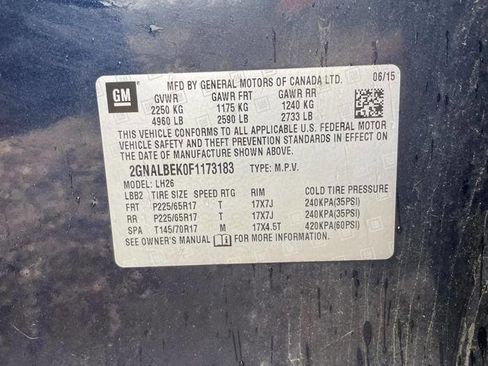 GM MFD BY GENERAL MOTORS OF CANADA LTD. 06/15
GVWR GAWR FRT GAWR RR
2250 KG 1175 KG 1240 KG
4960 LB 2590 LB 2733 LB
THIS VEHICLE CONFORMS TO ALL APPLICABLE U.S. FEDERAL MOTOR
VEHICLE SAFETY AND THEFT PREVENTION STANDARDS IN EFFECT ON
THE DATE OF MANUFACTURE SHOWN ABOVE.
2GNALBEK0F1173183 TYPE: M.P.V.
MODEL: LH26
LBB2 TIRE SIZE SPEED RTG RIM COLD TIRE PRESSURE
FRT P225/65R17 T 17X7J 240KPA(35PSI)
RR P225/65R17 T 17X7J 240KPA(35PSI)
SPA T145/70R17 M 17X4.5T 420KPA(60PSI)
SEE OWNER'S MANUAL FOR MORE INFORMATION.